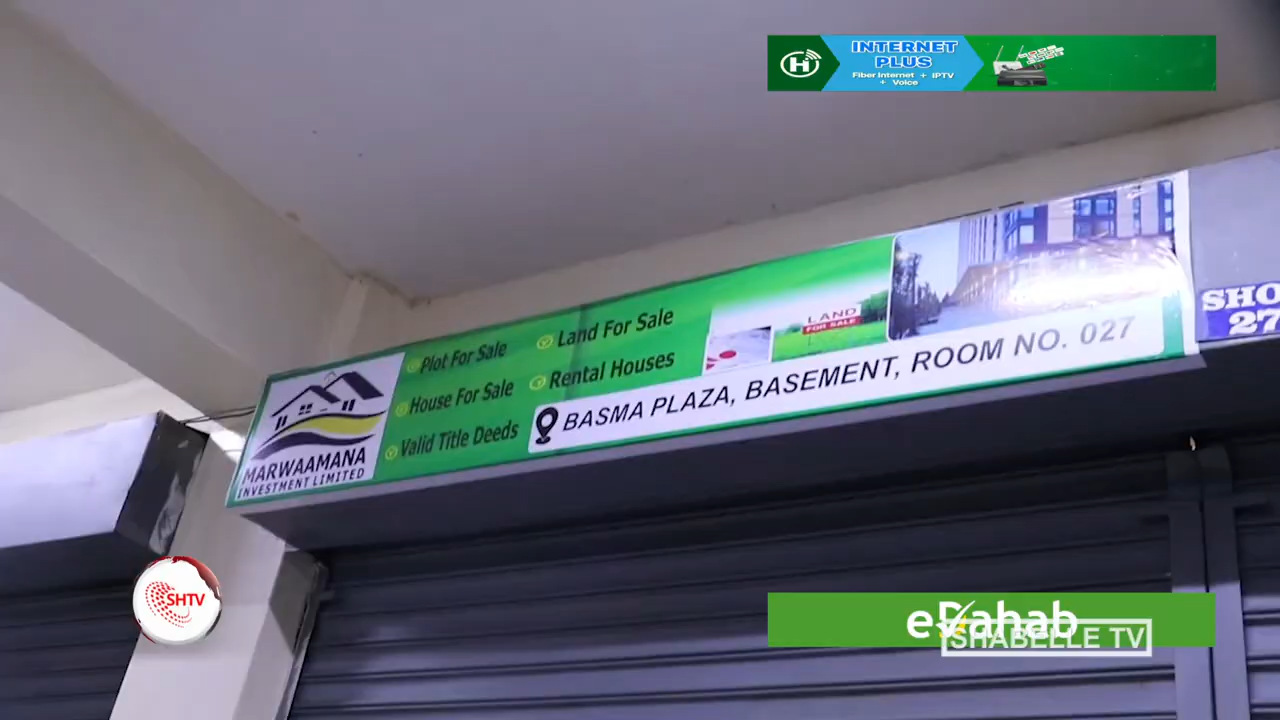 INTERNET
PLUS
Fiber Internet + IPTV
+ Voice
Plot For Sale
Land For Sale
House For Sale
Rental Houses
Valid Title Deeds
LAND
FOR SALE
BASMA PLAZA, BASEMENT, ROOM NO. 027
MARWAAMANA
INVESTMENT LIMITED
SHO
27
SHTV
eDahab
SHABELLE TV